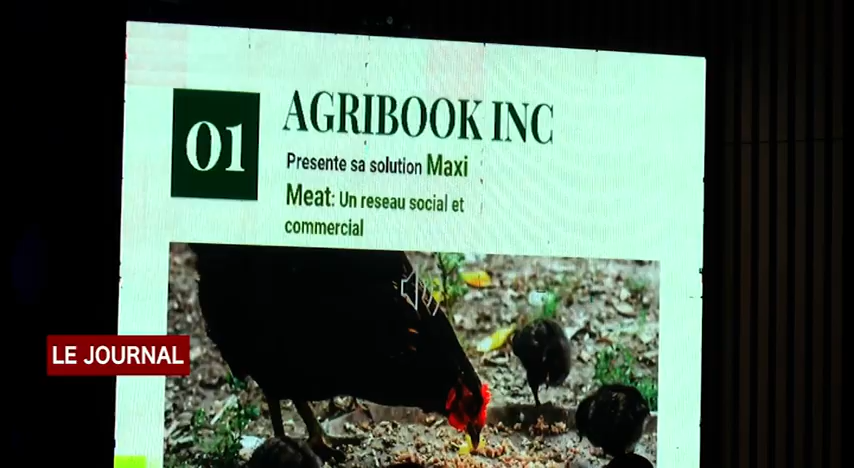 01
AGRIBOOK INC
Presente sa solution Maxi
Meat: Un reseau social et
commercial
LE JOURNAL